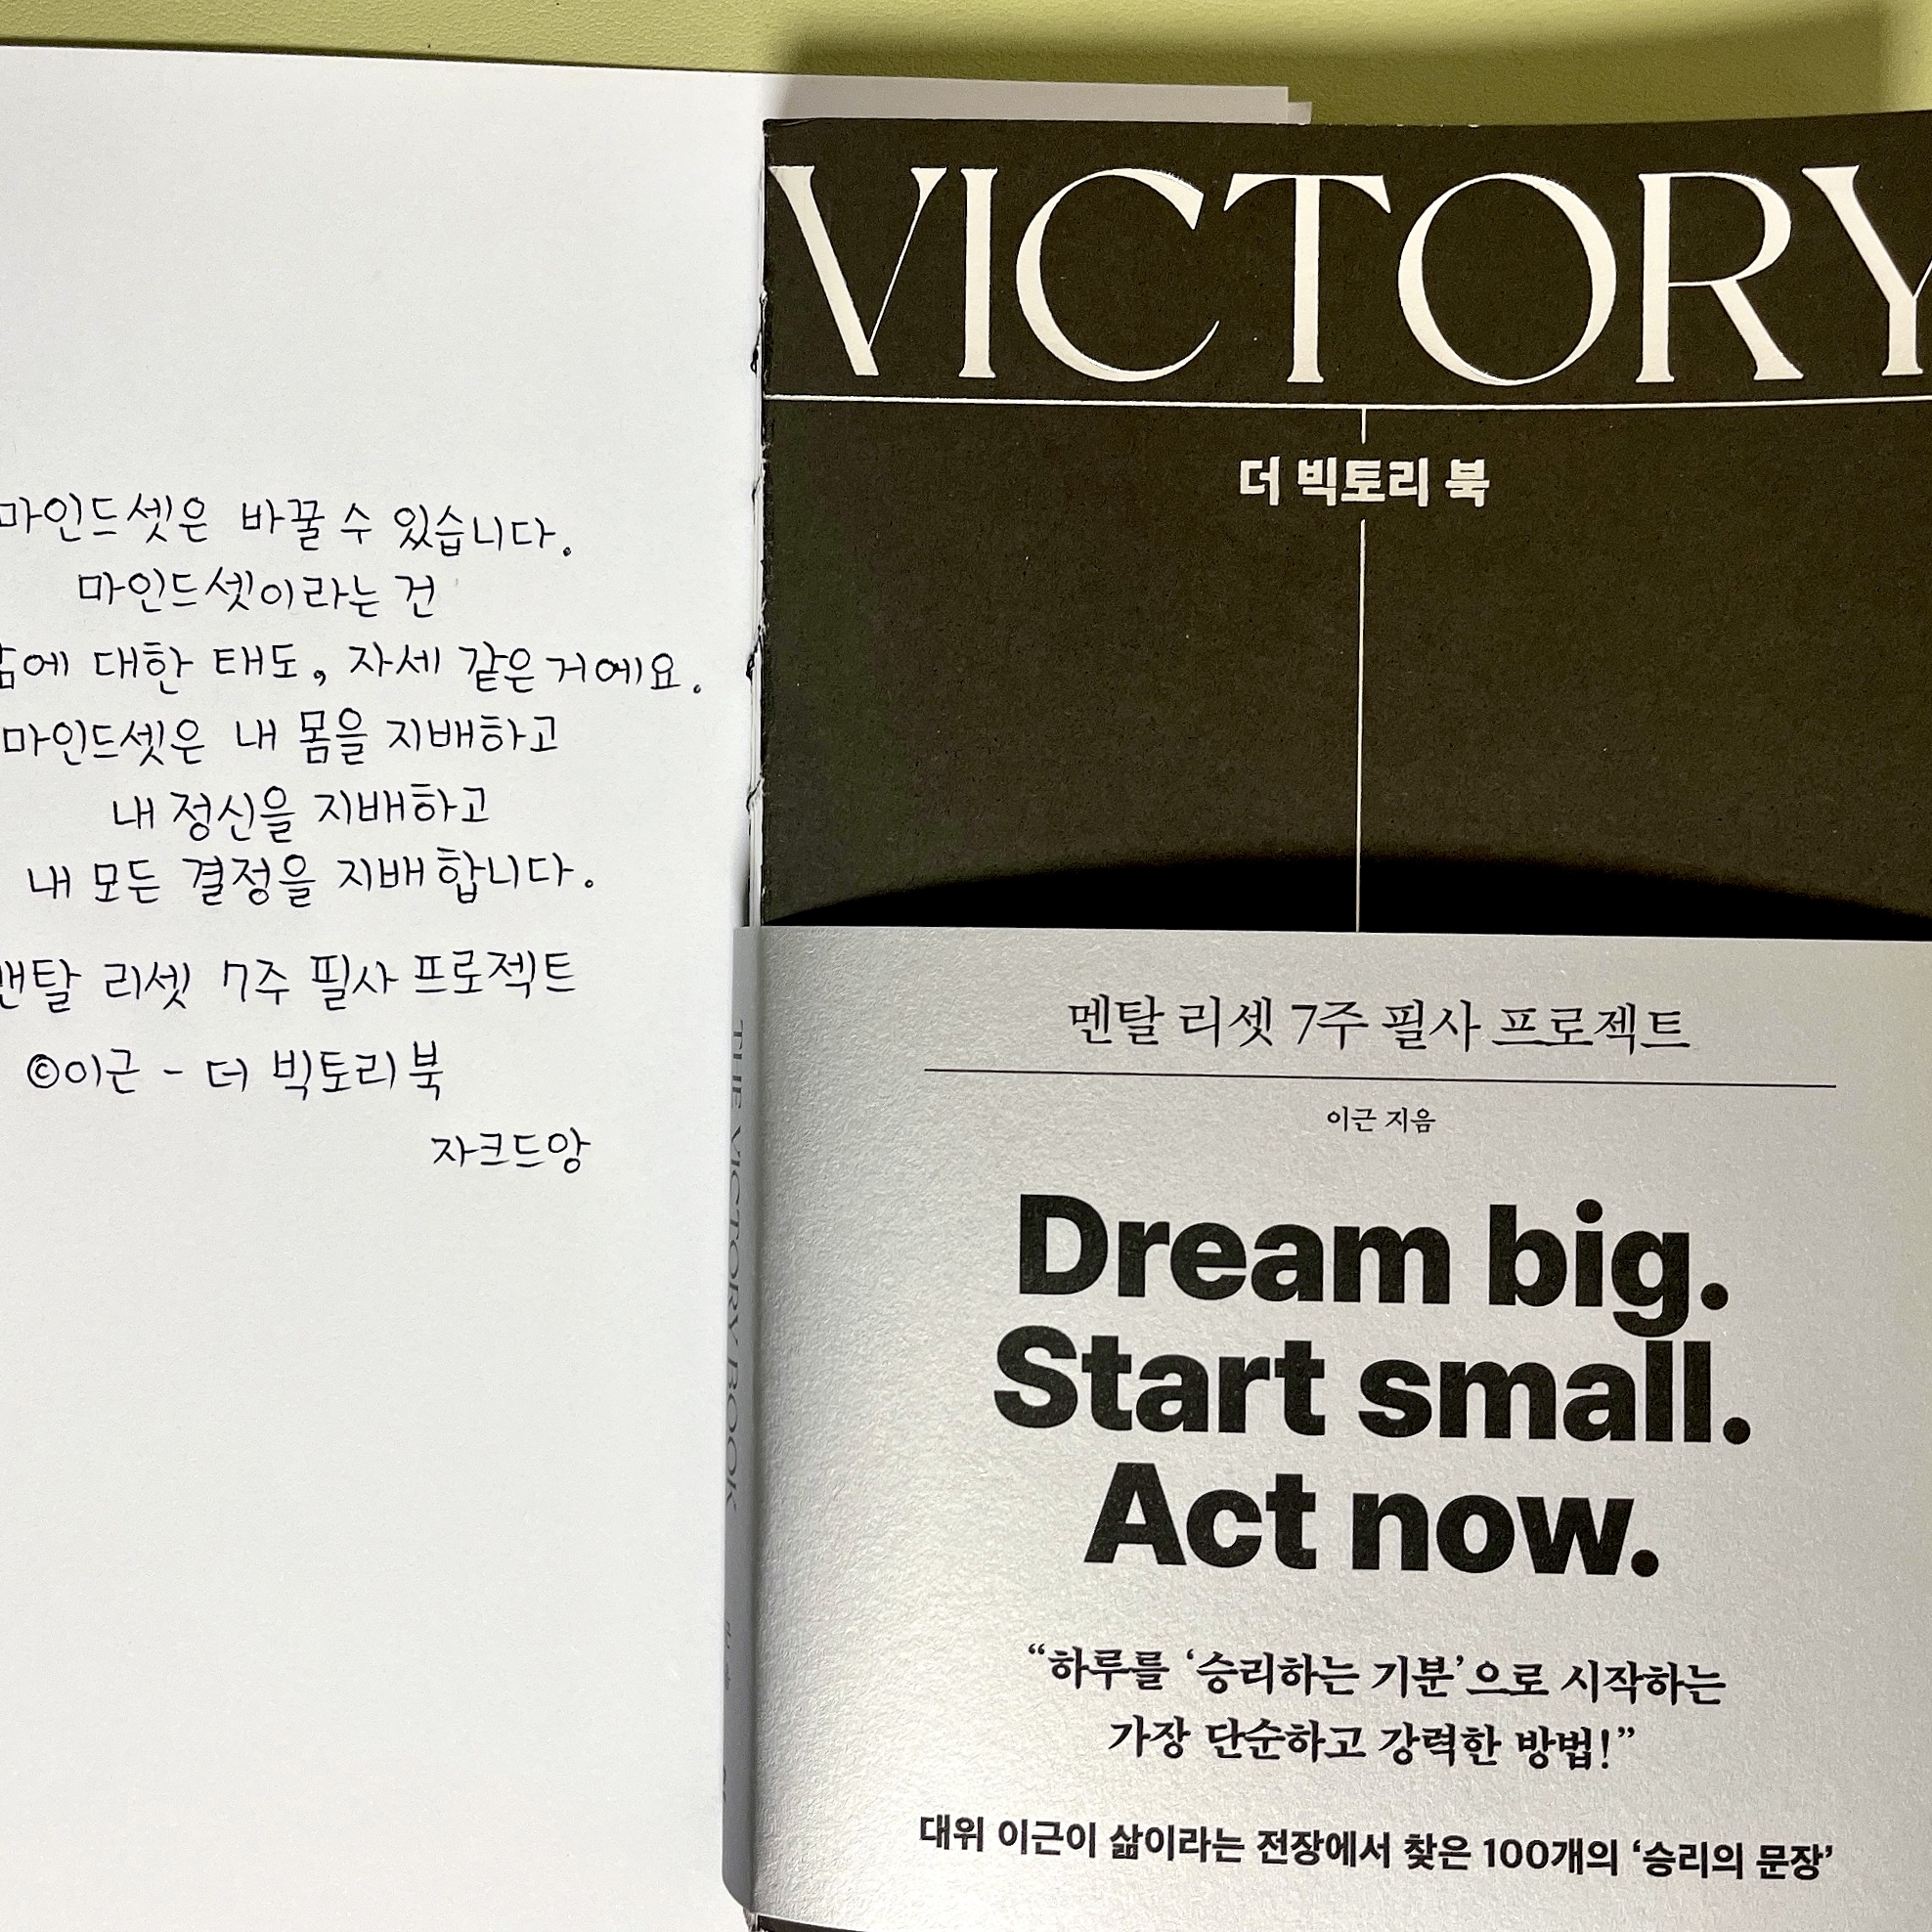 마인드셋은 바꿀 수 있습니다.
마인드셋이라는 건
대한 태도, 자세 같은거에요.
마인드셋은 내 몸을 지배하고
내 정신을 지배하고
내 모든 결정을 지배합니다.
리셋 7주 필사 프로젝트
©이근 - 더 빅토리 북
자크드앙
VICTORY
더 빅토리 북
멘탈 리셋 7주 필사 프로젝트
이근 지음
Dream big.
Start small.
Act now.
“하루를 ‘승리하는 기분’으로 시작하는
가장 단순하고 강력한 방법!”
대위 이근이 삶이라는 전장에서 찾은 100개의 ‘승리의 문장’
THE VICTORY BOOK